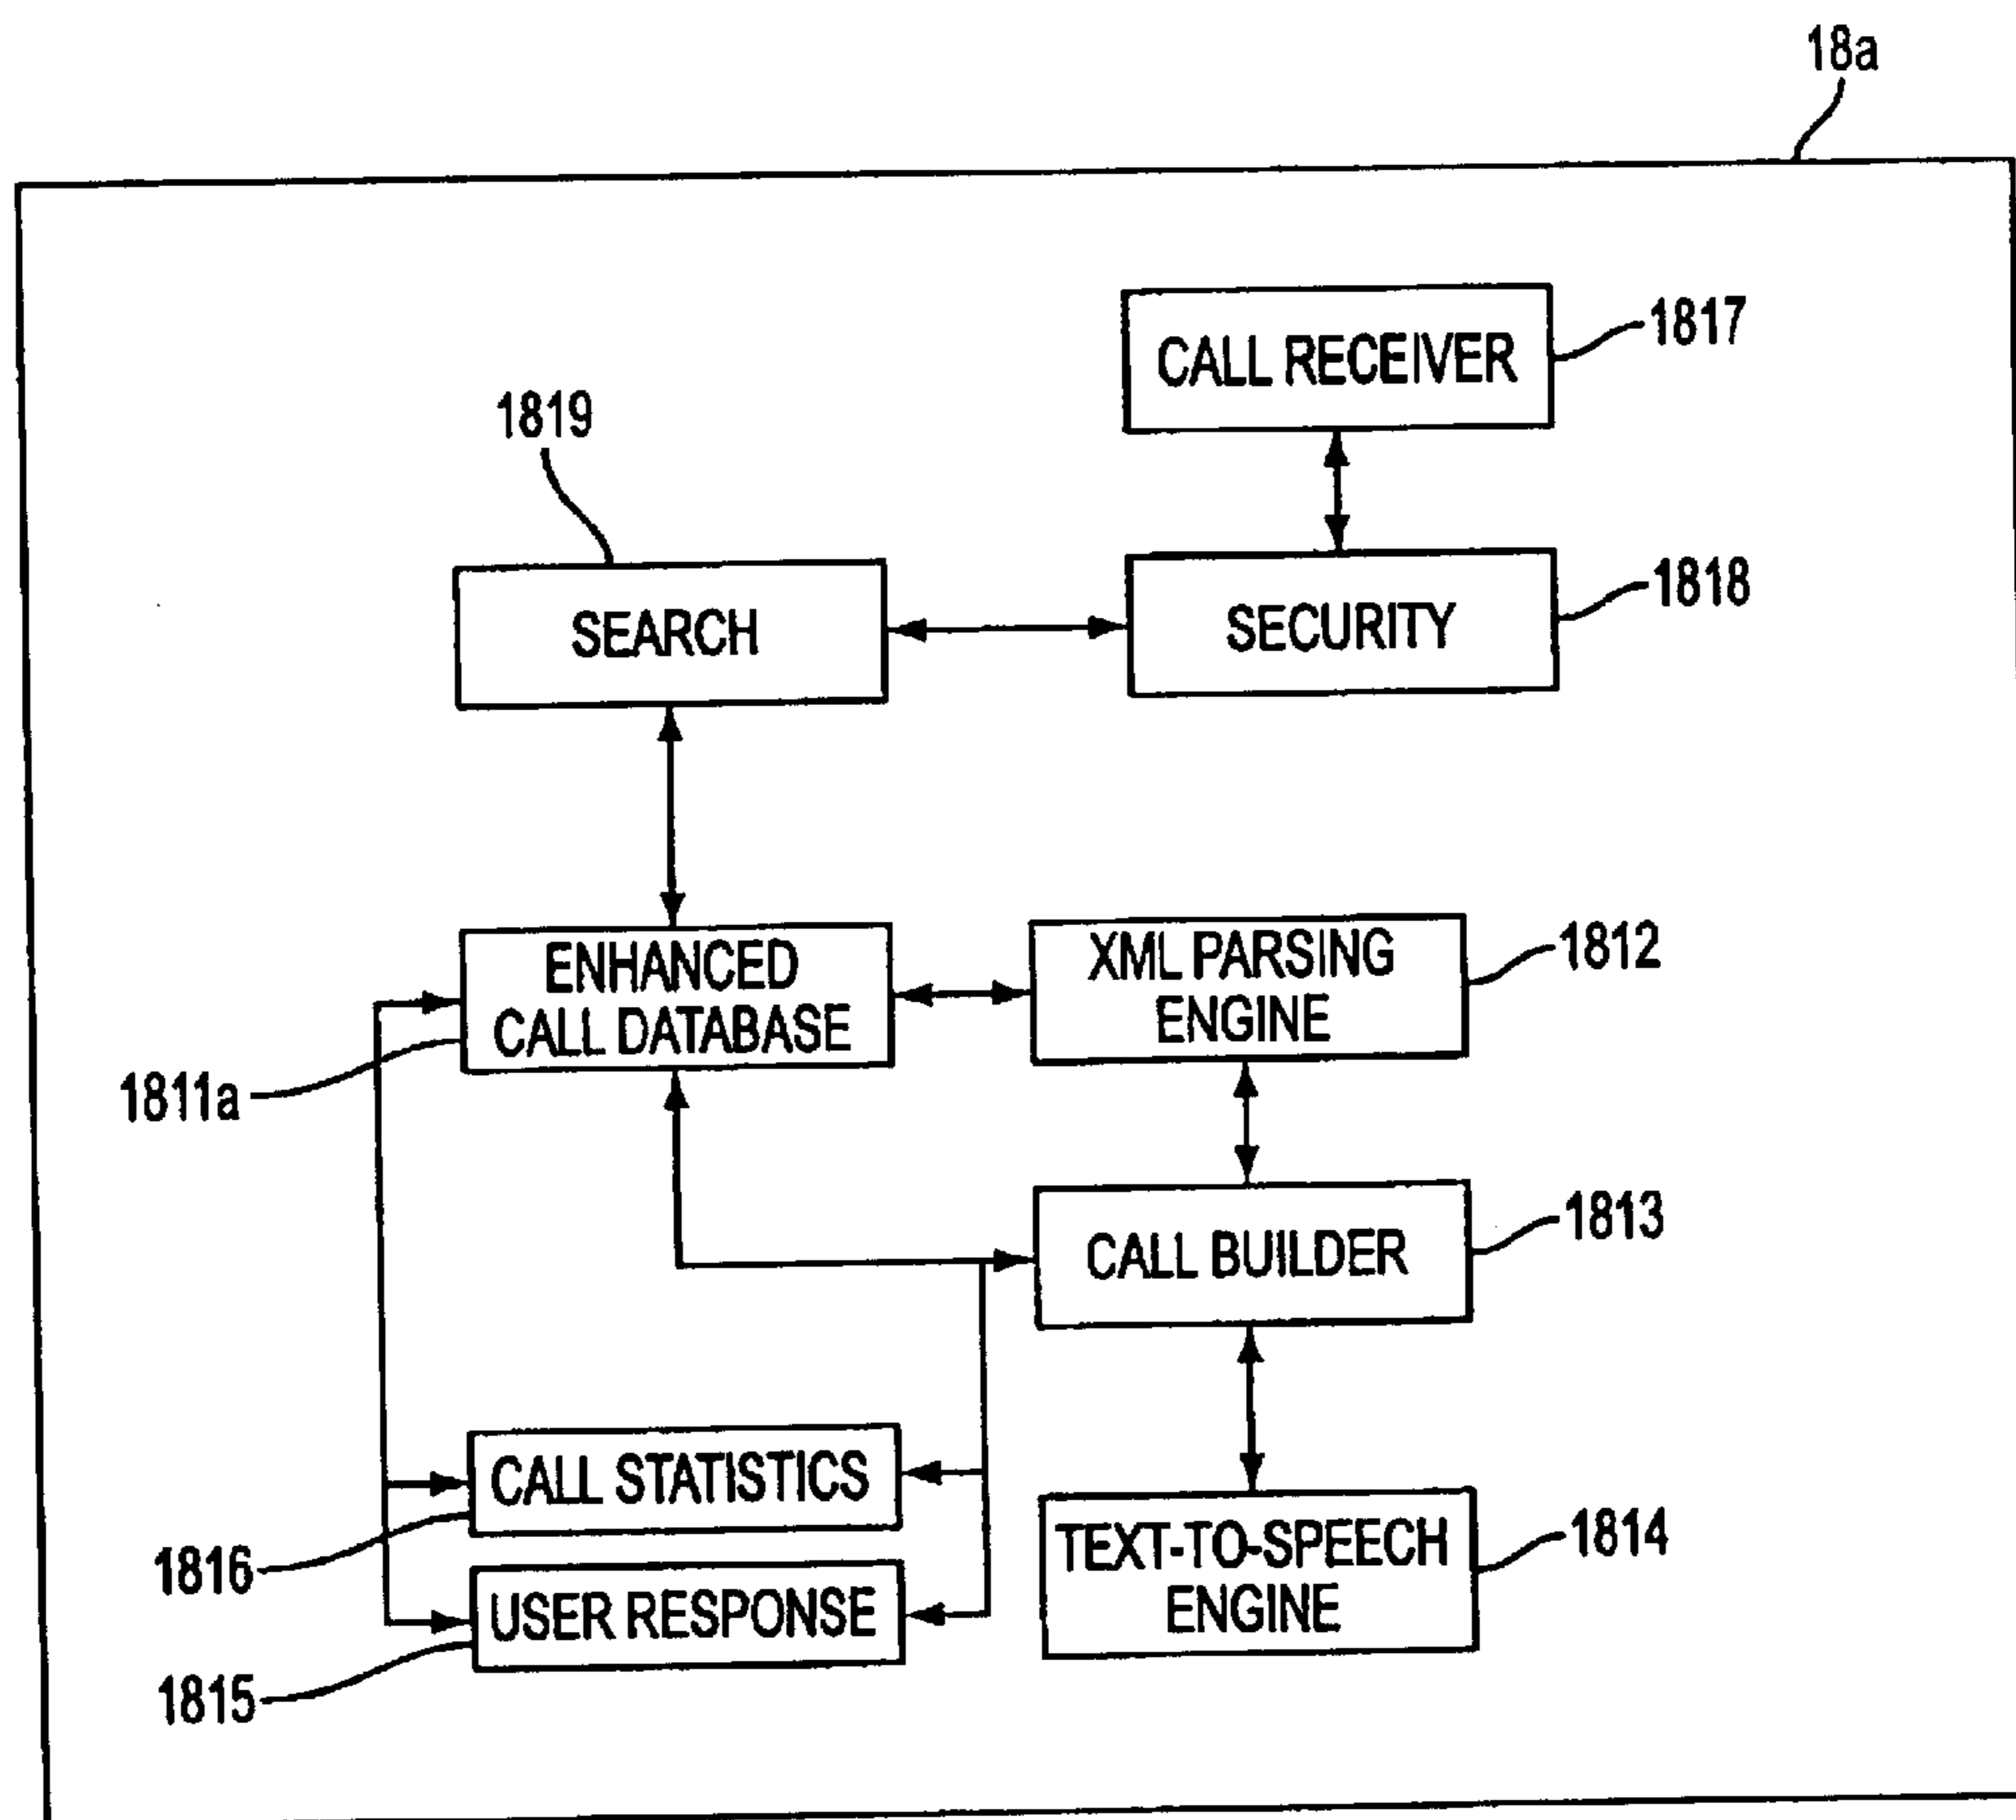 18a
CALL RECEIVER
1817
1819
SEARCH
SECURITY
1818
ENHANCED
CALL DATABASE
XML PARSING
ENGINE
1812
1811a
CALL BUILDER
1813
CALL STATISTICS
1816
TEXT-TO-SPEECH
ENGINE
1814
USER RESPONSE
1815